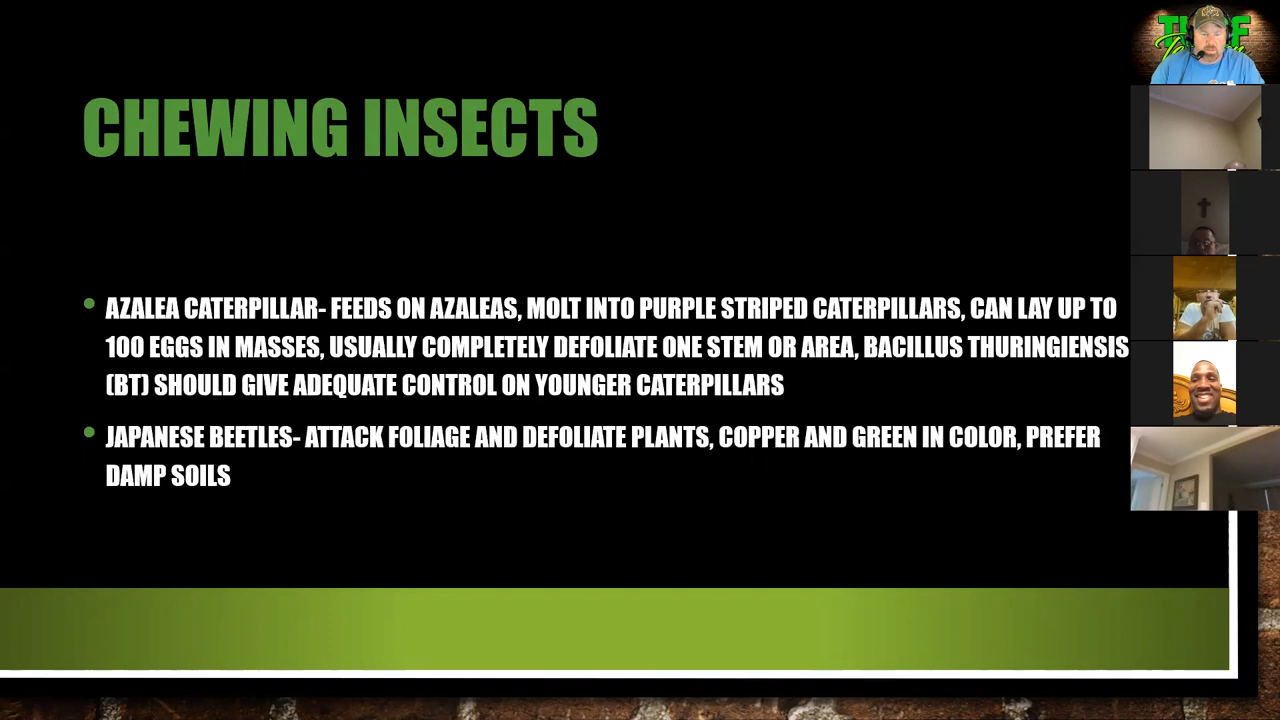 CHEWING INSECTS
• AZALEA CATERPILLAR- FEEDS ON AZALEAS, MOLT INTO PURPLE STRIPED CATERPILLARS, CAN LAY UP TO
100 EGGS IN MASSES, USUALLY COMPLETELY DEFOLIATE ONE STEM OR AREA, BACILLUS THURINGIENSIS
(BT) SHOULD GIVE ADEQUATE CONTROL ON YOUNGER CATERPILLARS
• JAPANESE BEETLES- ATTACK FOLIAGE AND DEFOLIATE PLANTS, COPPER AND GREEN IN COLOR, PREFER
DAMP SOILS